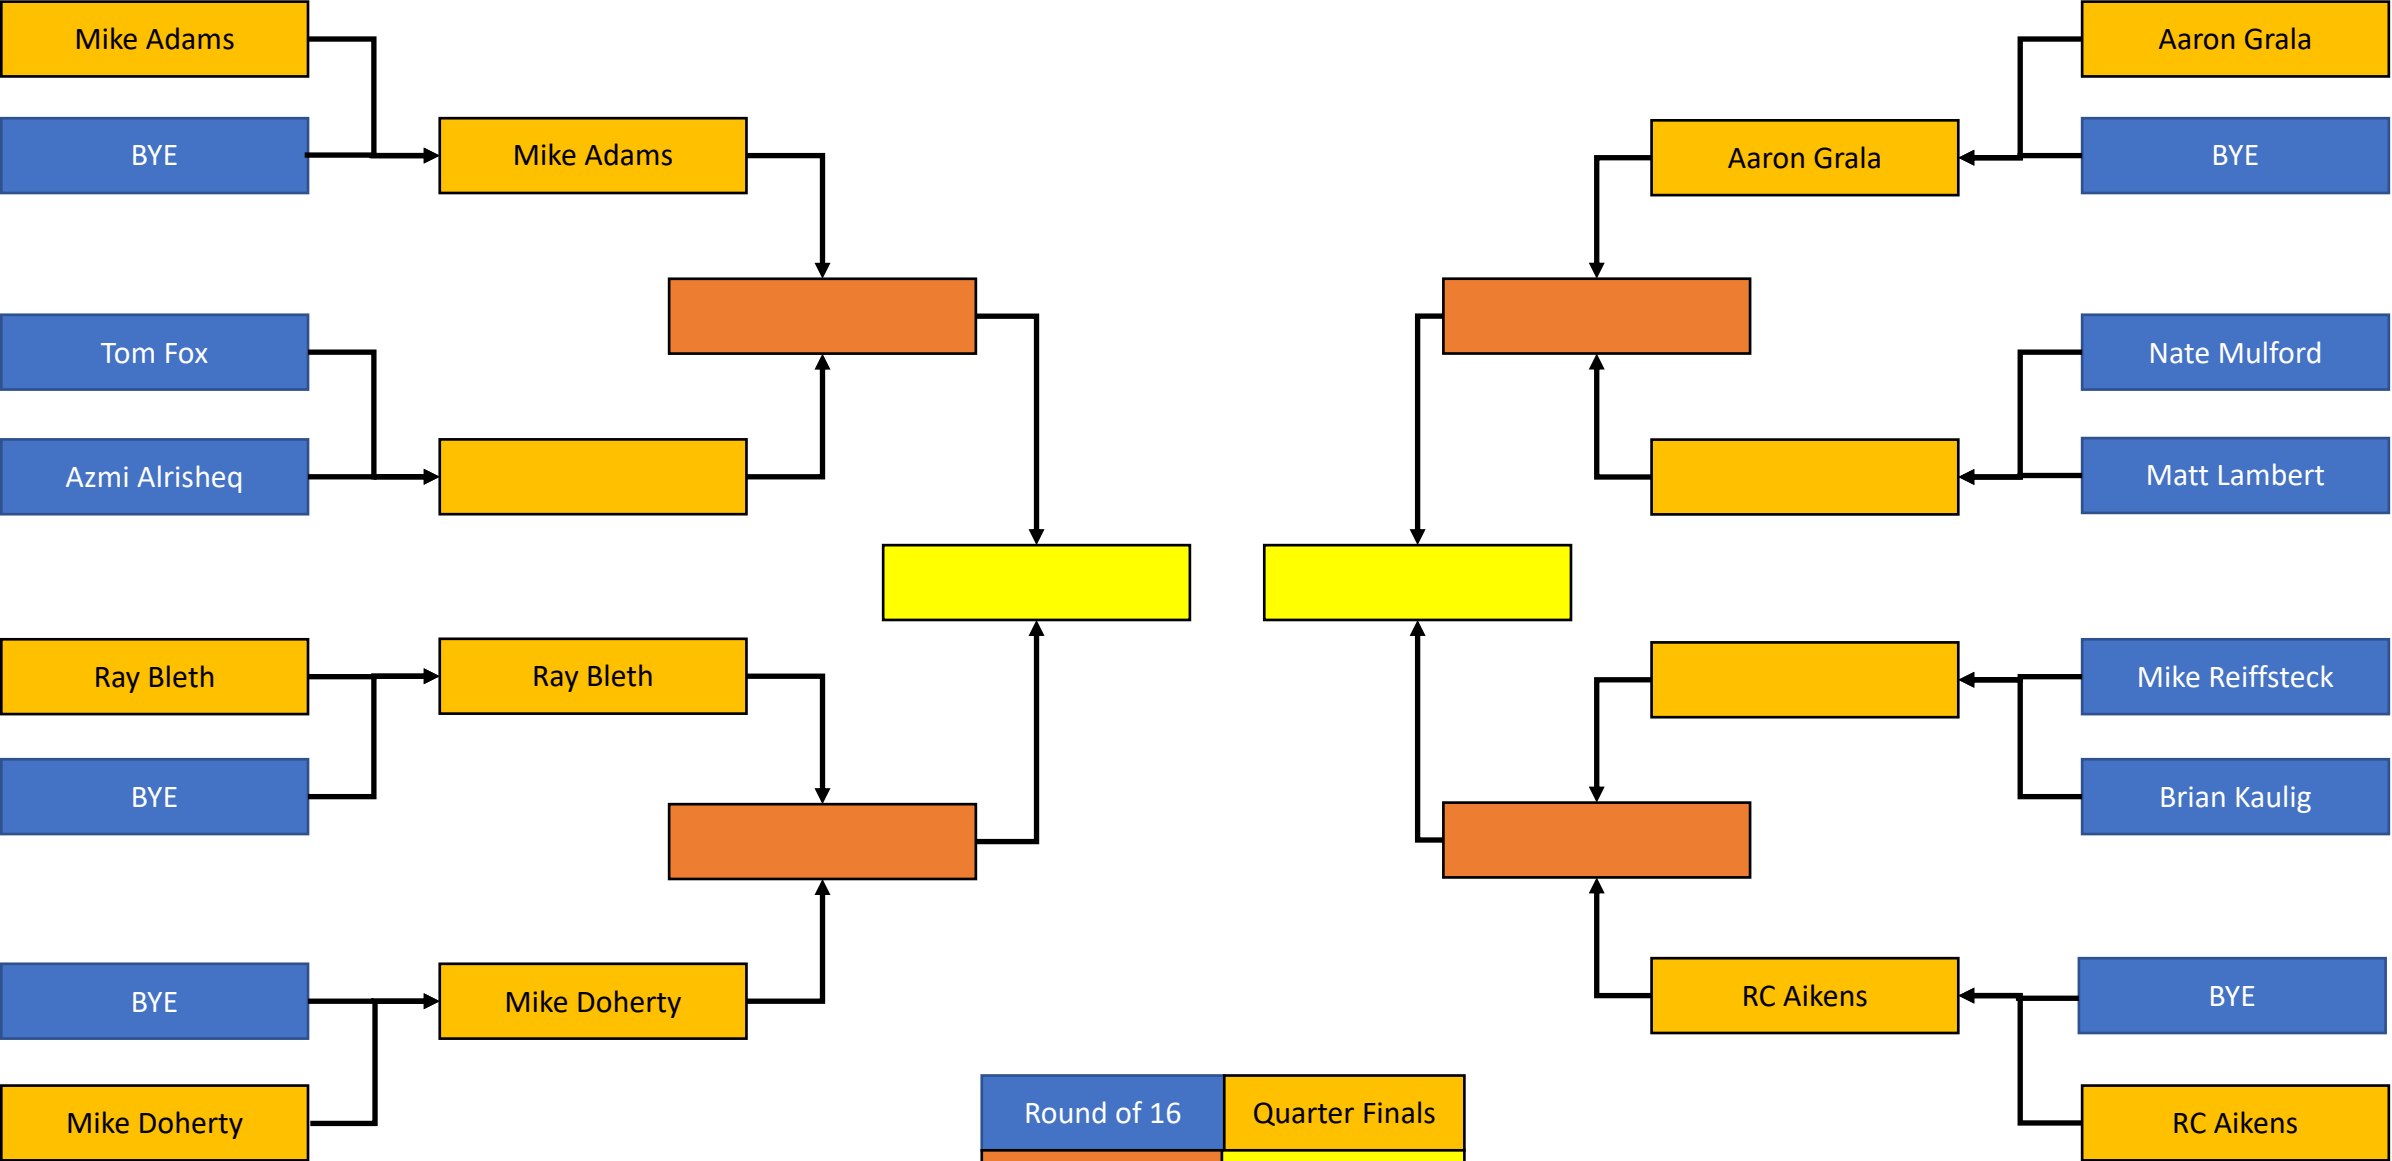 Mike Adams
BYE
Mike Adams
Tom Fox
Azmi Alrisheq
Ray Bleth
Ray Bleth
BYE
BYE
Mike Doherty
Mike Doherty
Aaron Grala
Aaron Grala
BYE
Nate Mulford
Matt Lambert
Mike Reiffsteck
Brian Kaulig
RC Aikens
BYE
RC Aikens
Round of 16
Quarter Finals